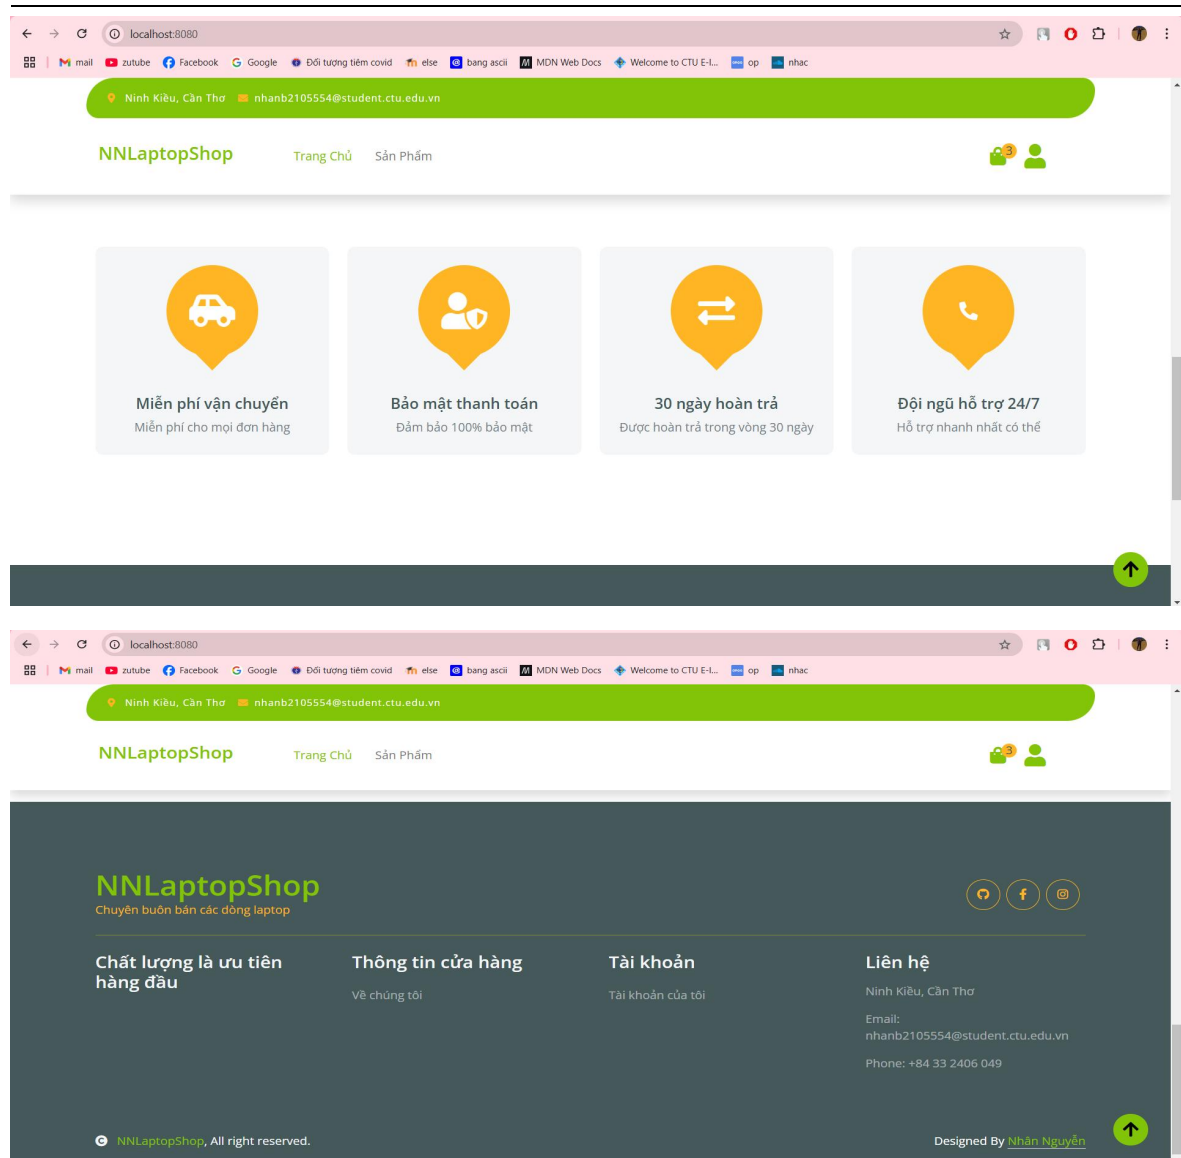 localhost:8080
mail zutube Facebook Google Đối tượng tiêm covid else bang ascii MDN Web Docs Welcome to CTU E-l... op nhac
Ninh Kiều, Cần Thơ nhanb2105554@student.ctu.edu.vn
NNLaptopShop Trang Chủ Sản Phẩm 3
Miễn phí vận chuyển Bảo mật thanh toán 30 ngày hoàn trả Đội ngũ hỗ trợ 24/7
Miễn phí cho mọi đơn hàng Đảm bảo 100% bảo mật Được hoàn trả trong vòng 30 ngày Hỗ trợ nhanh nhất có thể
localhost:8080
mail zutube Facebook Google Đối tượng tiêm covid else bang ascii MDN Web Docs Welcome to CTU E-l... op nhac
Ninh Kiều, Cần Thơ nhanb2105554@student.ctu.edu.vn
NNLaptopShop Trang Chủ Sản Phẩm 3
NNLaptopShop
Chuyên buôn bán các dòng laptop
Chất lượng là ưu tiên
hàng đầu
Thông tin cửa hàng
Về chúng tôi
Tài khoản
Tài khoản của tôi
Liên hệ
Ninh Kiều, Cần Thơ
Email:
nhanb2105554@student.ctu.edu.vn
Phone: +84 33 2406 049
NNLaptopShop, All right reserved. Designed By Nhân Nguyễn